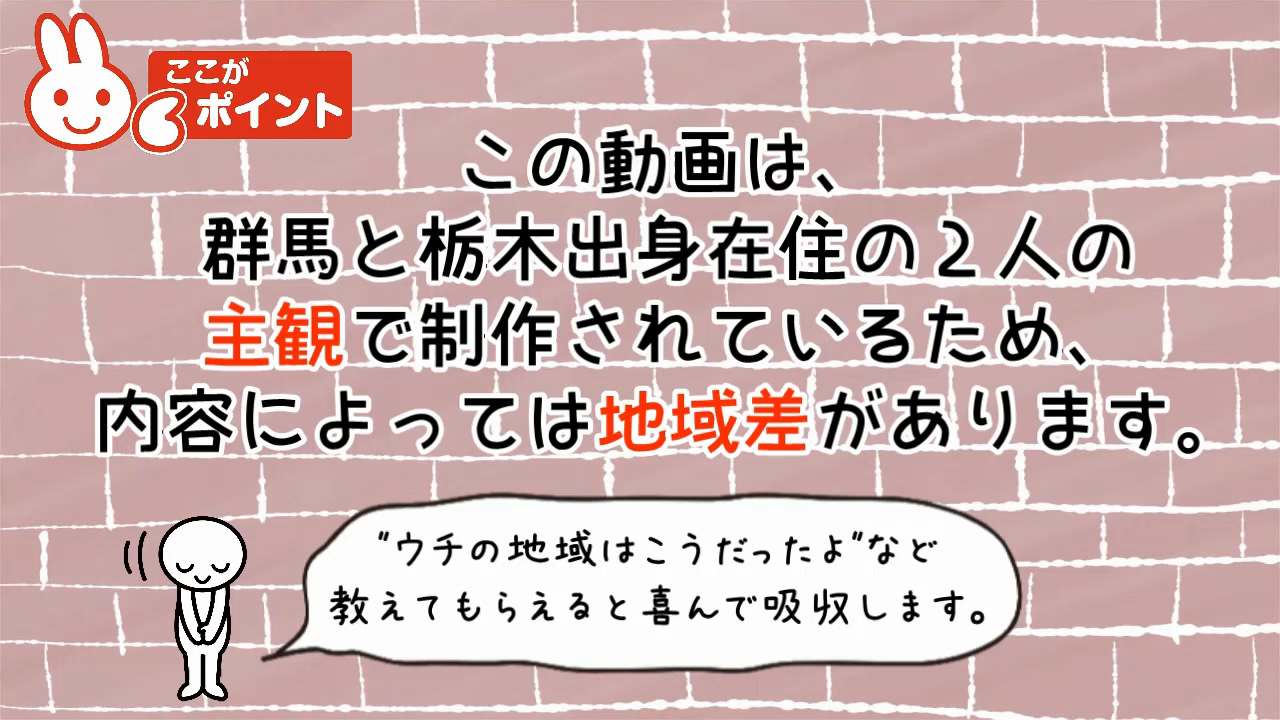 ここが
ポイント
この動画は、
群馬と栃木出身在住の２人の
主観で制作されているため、
内容によっては地域差があります。
"ウチの地域はこうだったよ"など
教えてもらえると喜んで吸収します。